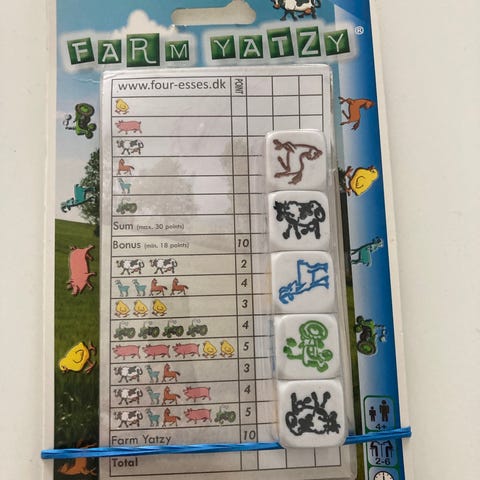 FARM YATZY®
www.four-esses.dk POINT
Sum (max. 30 points)
Bonus (min. 18 points) 10
2
4
3
4
5
3
4
5
Farm Yatzy 10
Total
4+
2-6